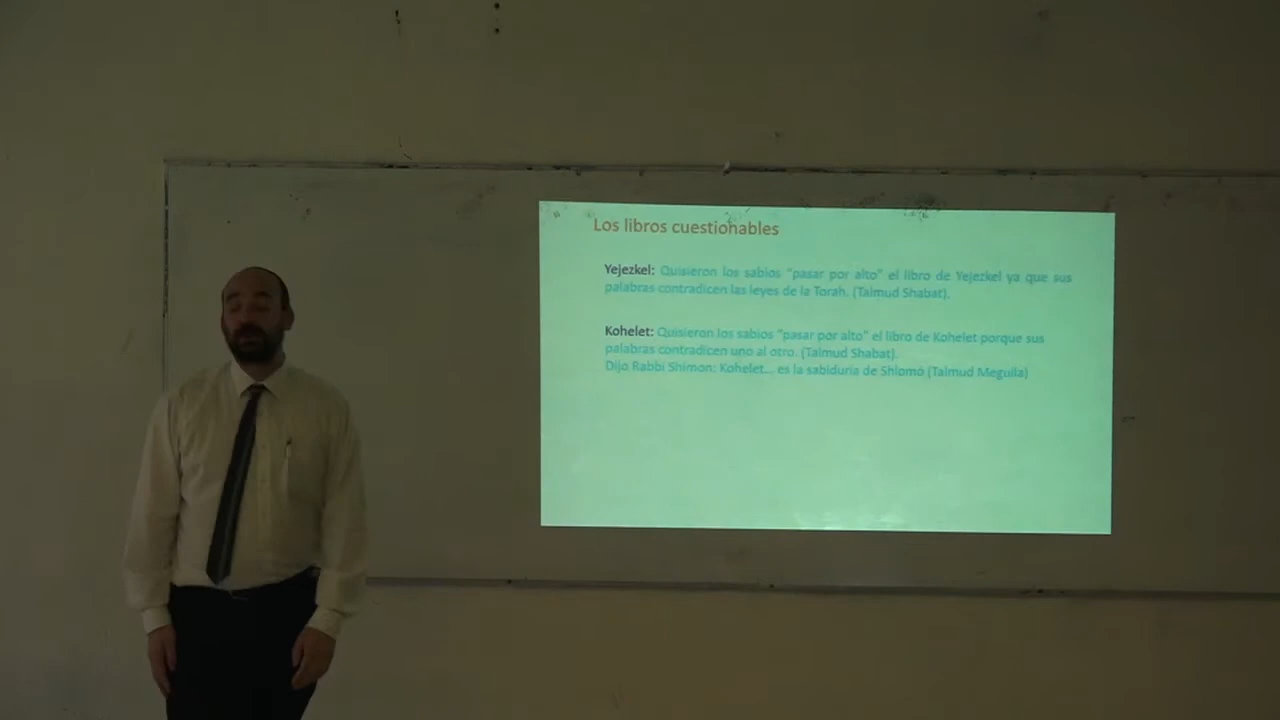 Los libros cuestionables
Yejezkel: Quisieron los sabios "pasar por alto" el libro de Yejezkel ya que sus
palabras contradicen las leyes de la Torah. (Talmud Shabat).
Kohelet: Quisieron los sabios "pasar por alto" el libro de Kohelet porque sus
palabras contradicen uno al otro. (Talmud Shabat).
Dijo Rabbi Shimon: Kohelet... es la sabiduria de Shlomo (Talmud Meguila)